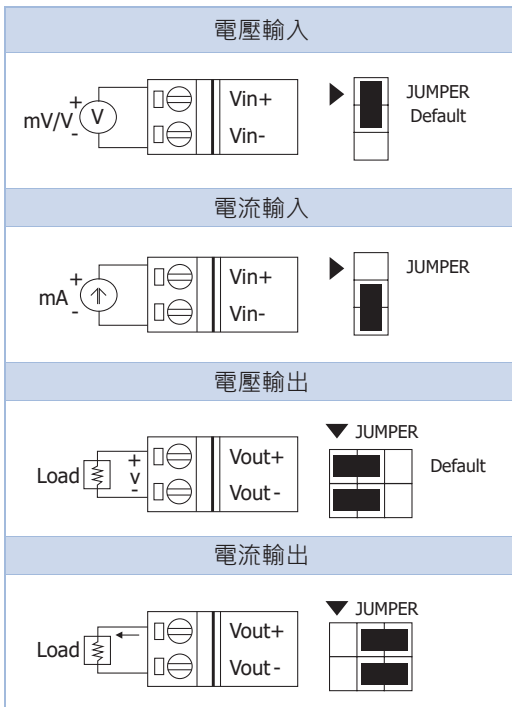 電壓輸入
mV/V
+
V
-
Vin+
Vin-
JUMPER
Default
電流輸入
mA
+
-
Vin+
Vin-
JUMPER
電壓輸出
Load
+
V
-
Vout+
Vout-
JUMPER
Default
電流輸出
Load
Vout+
Vout-
JUMPER